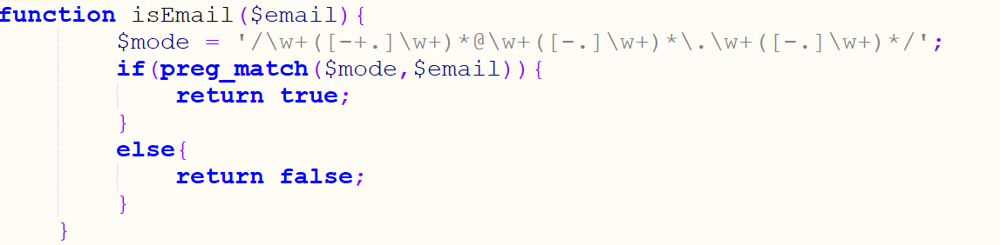 function isEmail($email){
$mode = '/\w+([-+.]\w+)*@\w+([-.]\w+)*\.\w+([-.]\w+)*/';
if(preg_match($mode,$email)){
return true;
}
else{
return false;
}
}